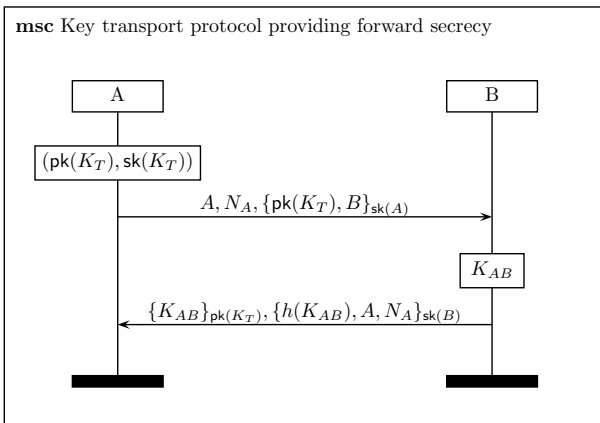 msc Key transport protocol providing forward secrecy
A B
(pk(K_T), sk(K_T))
A, N_A, {pk(K_T), B}_sk(A)
K_AB
{K_AB}_pk(K_T), {h(K_AB), A, N_A}_sk(B)